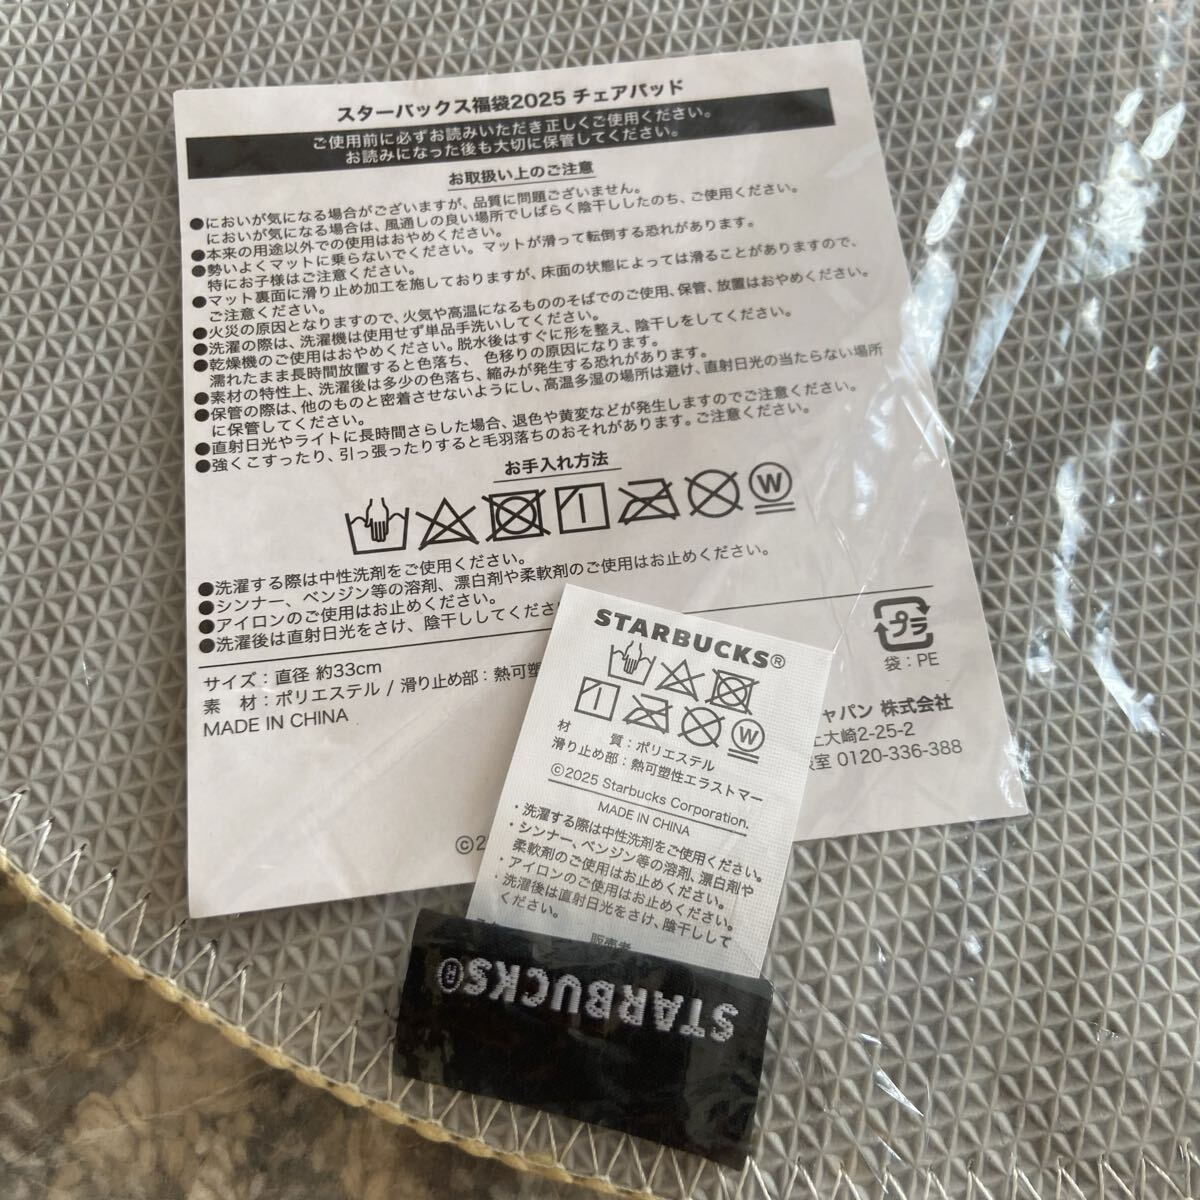 スターバックス福袋2025 チェアパッド
ご使用前に必ずお読みいただき正しくご使用ください。
お読みになった後も大切に保管してください。
お取扱い上のご注意
●においが気になる場合がございますが、品質に問題ございません。
においが気になる場合は、風通しの良い場所でしばらく陰干ししたのち、ご使用ください。
●本来の用途以外での使用はおやめください。
●勢いよくマットに乗らないでください。マットが滑って転倒する恐れがあります。
特にお子様はご注意ください。
●マット裏面に滑り止め加工を施しておりますが、床面の状態によっては滑ることがありますので、
ご注意ください。
●火災の原因となりますので、火気や高温になるもののそばでのご使用、保管、放置はおやめください。
●洗濯の際は、洗濯機は使用せず単品手洗いしてください。
●乾燥機のご使用はおやめください。脱水後はすぐに形を整え、陰干しをしてください。
濡れたまま長時間放置すると色落ち、色移りの原因になります。
●素材の特性上、洗濯後は多少の色落ち、縮みが発生する恐れがあります。
●保管の際は、他のものと密着させないようにし、高温多湿の場所は避け、直射日光の当たらない場所
に保管してください。
●直射日光やライトに長時間さらした場合、退色や黄変などが発生しますのでご注意ください。
●強くこすったり、引っ張ったりすると毛羽落ちのおそれがあります。ご注意ください。
お手入れ方法
W
●洗濯する際は中性洗剤をご使用ください。
●シンナー、ベンジン等の溶剤、漂白剤や柔軟剤のご使用はお止めください。
●アイロンのご使用はお止めください。
●洗濯後は直射日光をさけ、陰干ししてくださ
サイズ：直径 約33cm
素　材：ポリエステル / 滑り止め部：熱可塑
MADE IN CHINA
プラ
袋：PE
ャパン 株式会社
大崎2-25-2
室 0120-336-388
©2
STARBUCKS®
W
材　　質：ポリエステル
滑り止め部：熱可塑性エラストマー
©2025 Starbucks Corporation.
MADE IN CHINA
・洗濯する際は中性洗剤をご使用ください。
・シンナー、ベンジン等の溶剤、漂白剤や
柔軟剤のご使用はお止めください。
・アイロンのご使用はお止めください。
・洗濯後は直射日光をさけ、陰干しして
ください。
販売者
STARBUCKS®